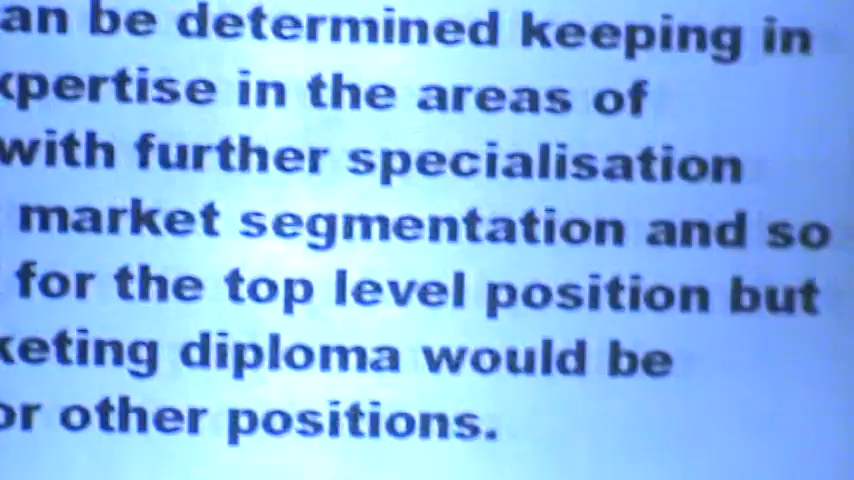 an be determined keeping in
xpertise in the areas of
with further specialisation
market segmentation and so
for the top level position but
keting diploma would be
or other positions.